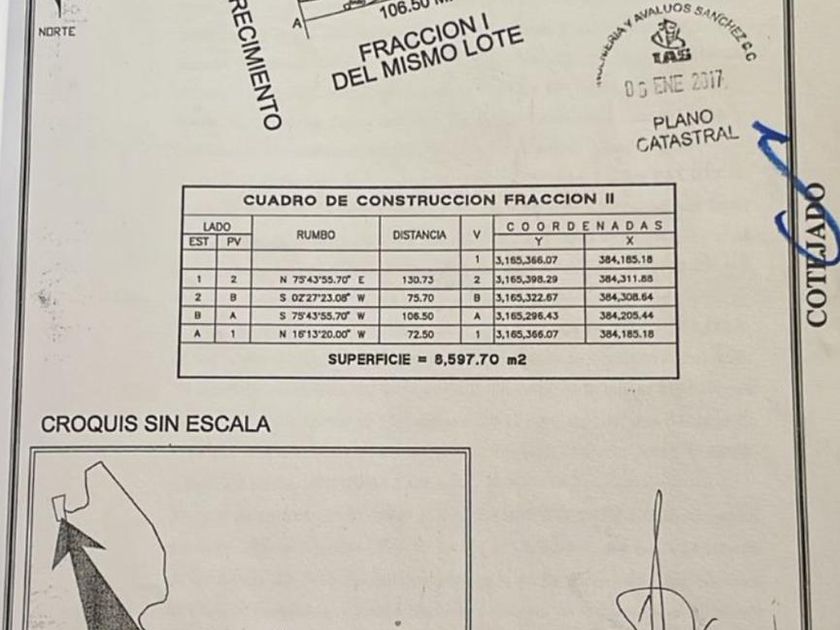 NORTE
RECIMIENTO
A
106.50
FRACCION I
DEL MISMO LOTE
Y AVALUOS SANCHEZ S.C
IAS
ENE 2017
PLANO
CATASTRAL
COTEJADO
CUADRO DE CONSTRUCCION FRACCION II
LADO RUMBO DISTANCIA V COORDENADAS
EST PV Y X
1 3,165,366.07 384,185.18
1 2 N 75°43'55.70" E 130.73 2 3,165,398.29 384,311.88
2 B S 02°27'23.08" W 75.70 B 3,165,322.67 384,308.64
B A S 75°43'55.70" W 106.50 A 3,165,296.43 384,205.44
A 1 N 16°13'20.00" W 72.50 1 3,165,366.07 384,185.18
SUPERFICIE = 8,597.70 m2
CROQUIS SIN ESCALA